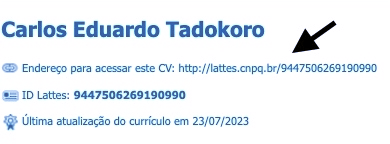 Carlos Eduardo Tadokoro
Endereço para acessar este CV: http://lattes.cnpq.br/9447506269190990
ID Lattes: 9447506269190990
Última atualização do currículo em 23/07/2023